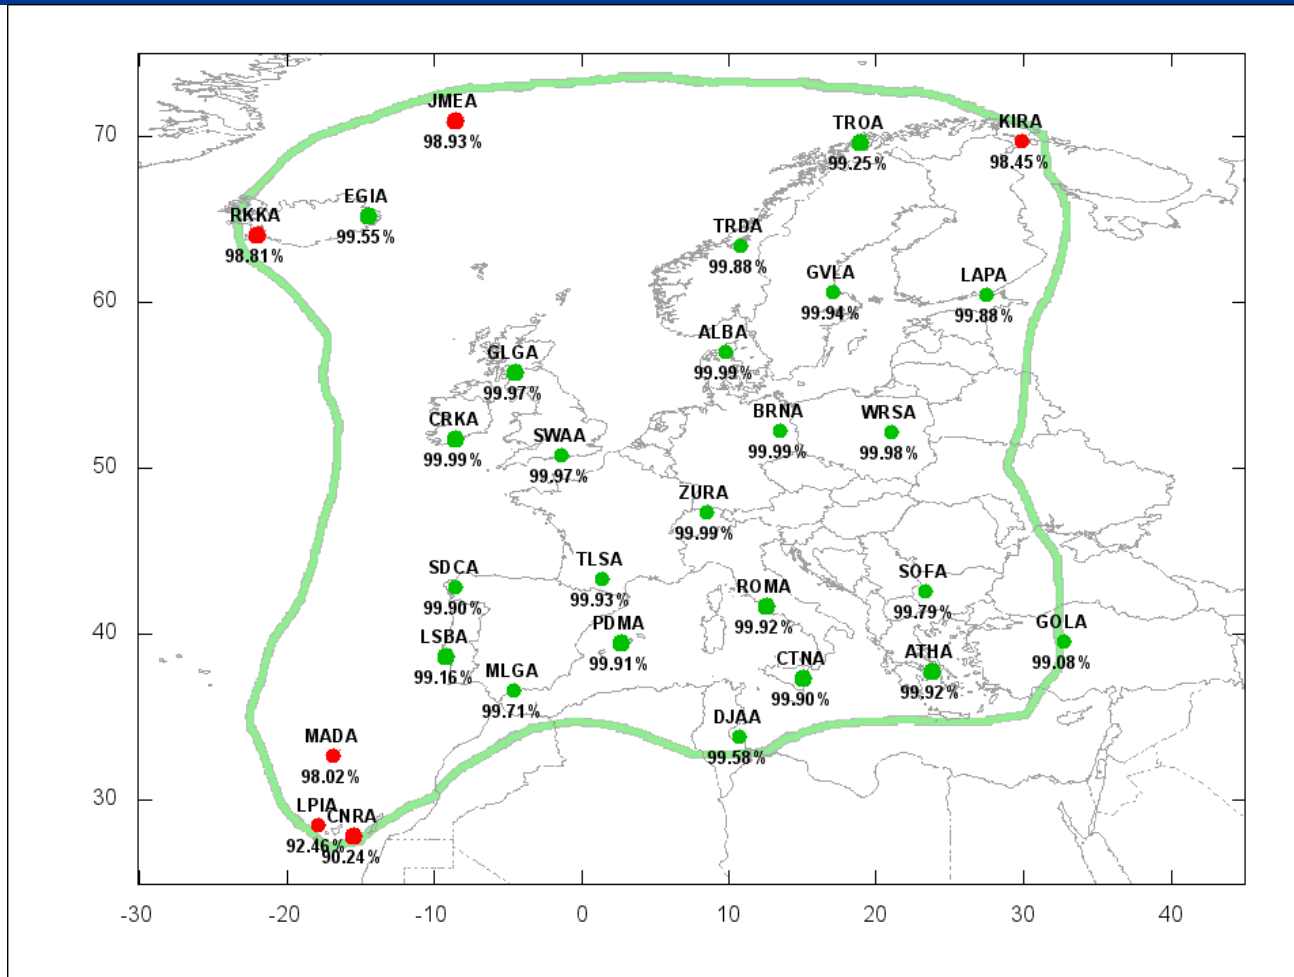 70
60
50
40
30
-30
-20
-10
0
10
20
30
40
JMEA
98.93%
TROA
99.25%
KIRA
98.45%
EGIA
99.55%
RKKA
98.81%
TRDA
99.88%
GVLA
99.94%
LAPA
99.88%
ALBA
99.99%
GLGA
99.97%
CRKA
99.99%
SWAA
99.97%
BRNA
99.99%
WRSA
99.98%
ZURA
99.99%
SDCA
99.90%
TLSA
99.93%
ROMA
99.92%
SOFA
99.79%
LSBA
99.16%
PDMA
99.91%
GOLA
99.08%
MLGA
99.71%
CTNA
99.90%
ATHA
99.92%
DJAA
99.58%
MADA
98.02%
LPIA
92.46%
CNRA
90.24%